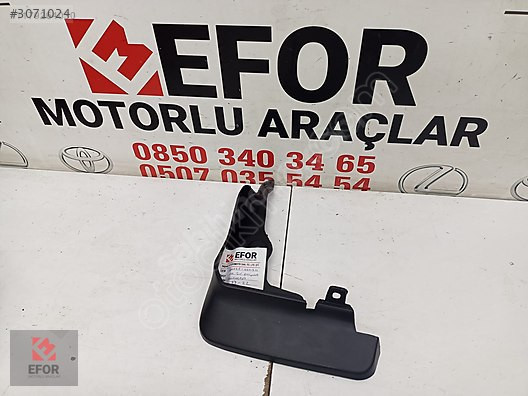 #3071024
EFOR
MOTORLU ARAÇLAR
0850 340 34 65
0507 035 54 54
EFOR
EFOR